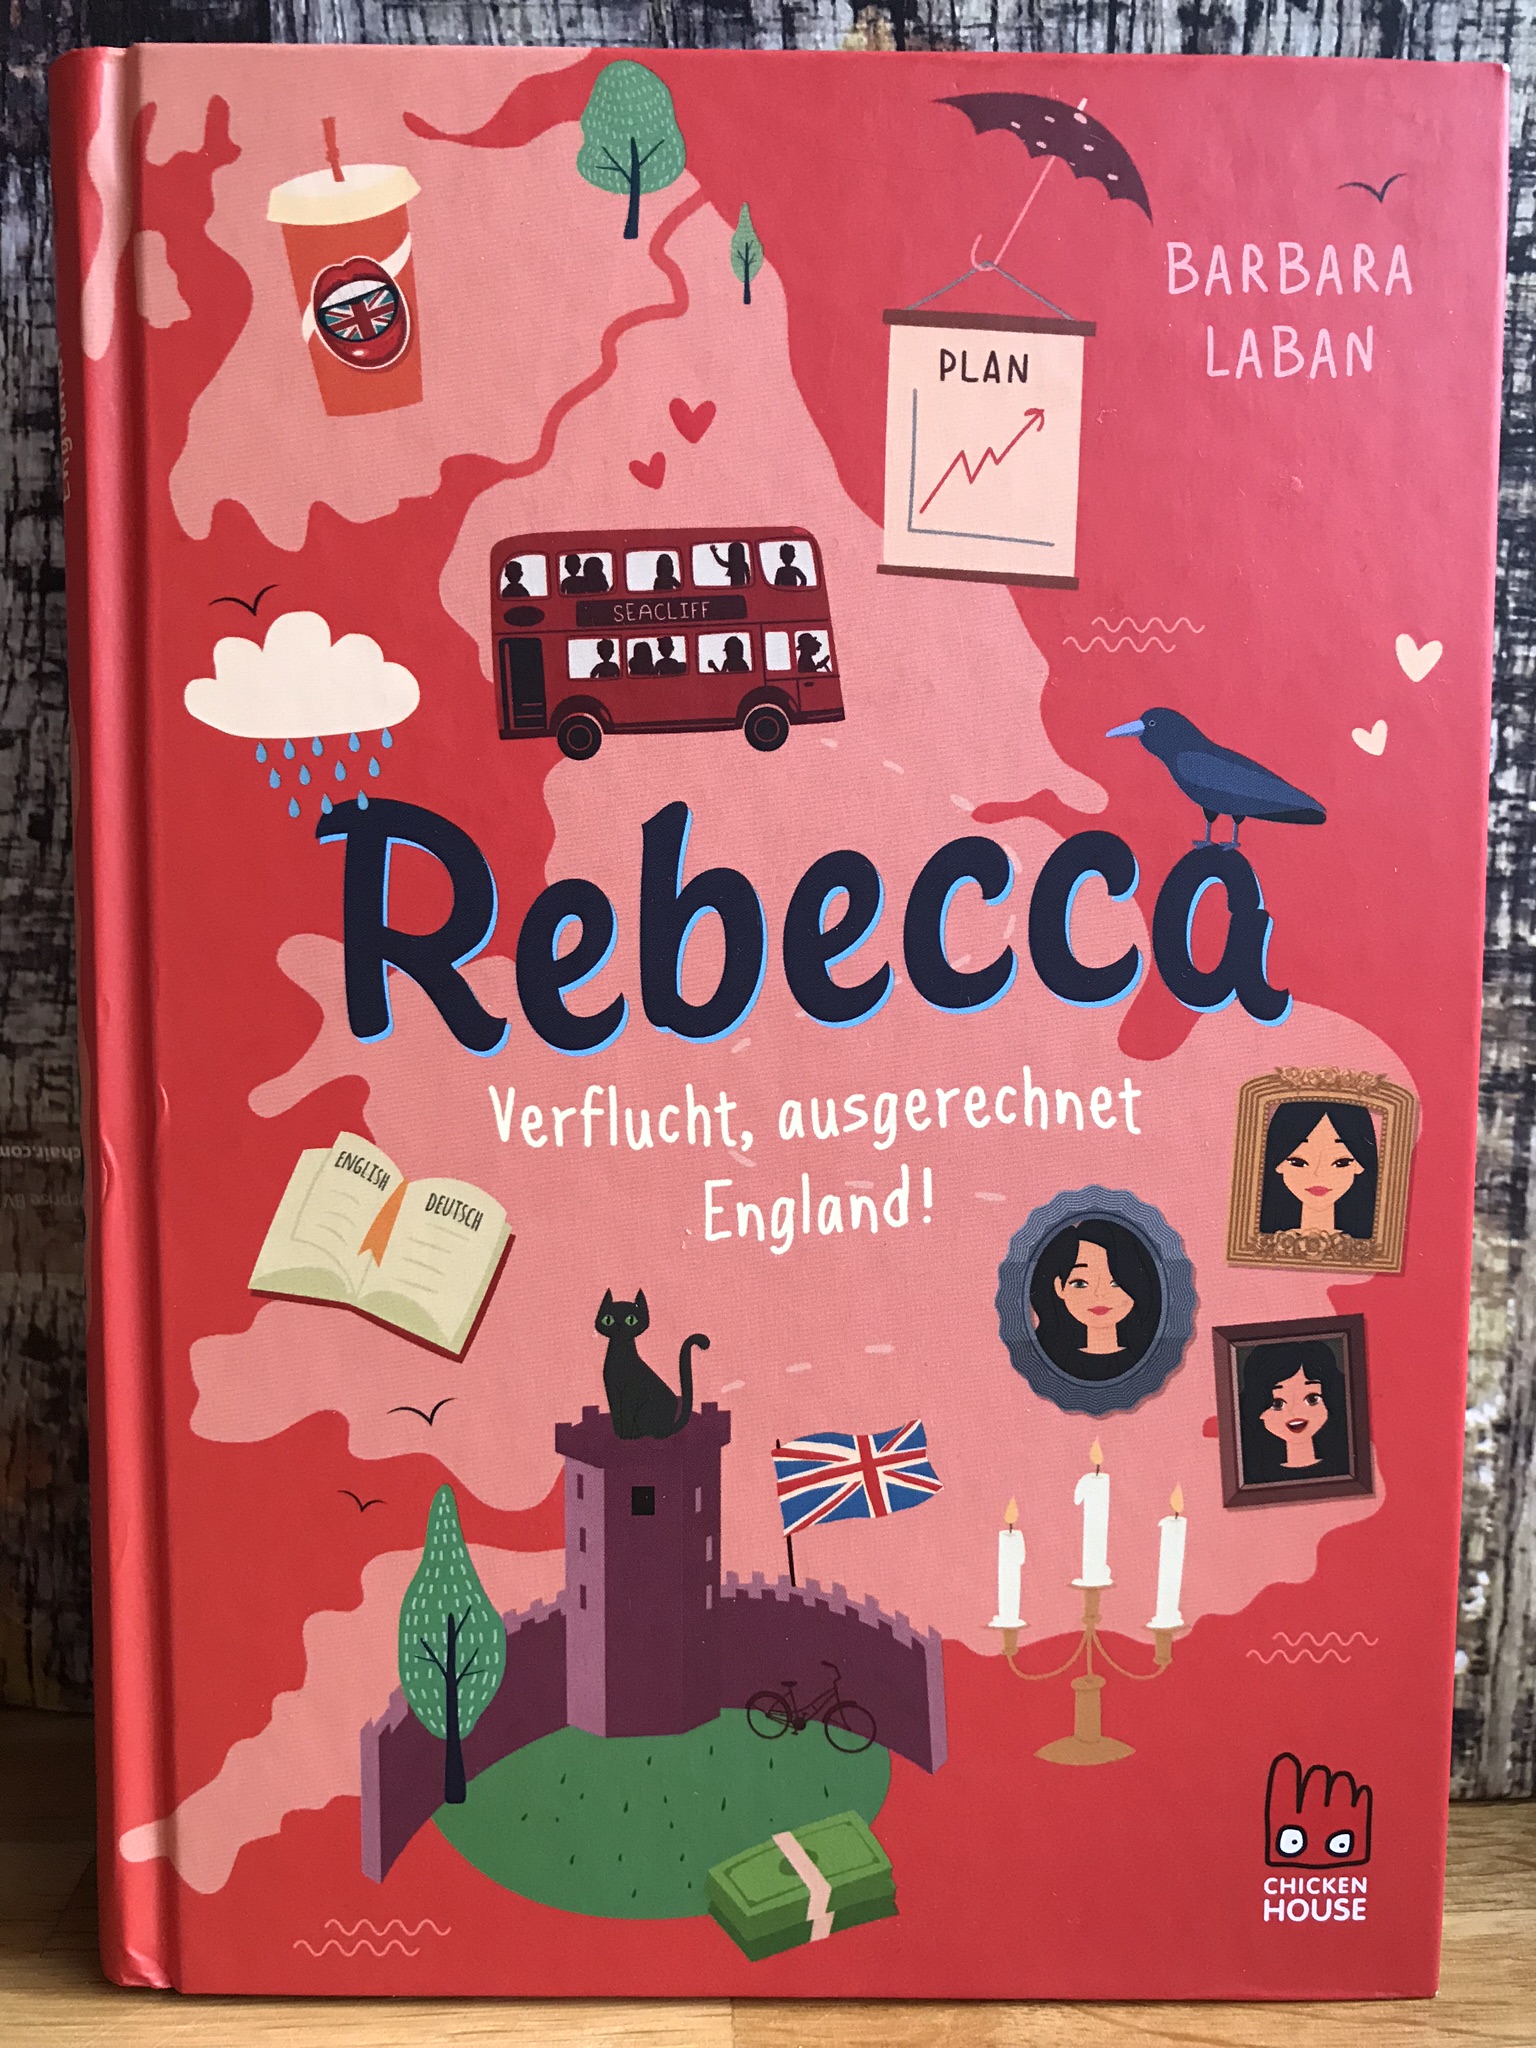 BARBARA
LABAN
PLAN
SEACLIFF
Rebecca
Verflucht, ausgerechnet
England!
ENGLISH
DEUTSCH
CHICKEN
HOUSE